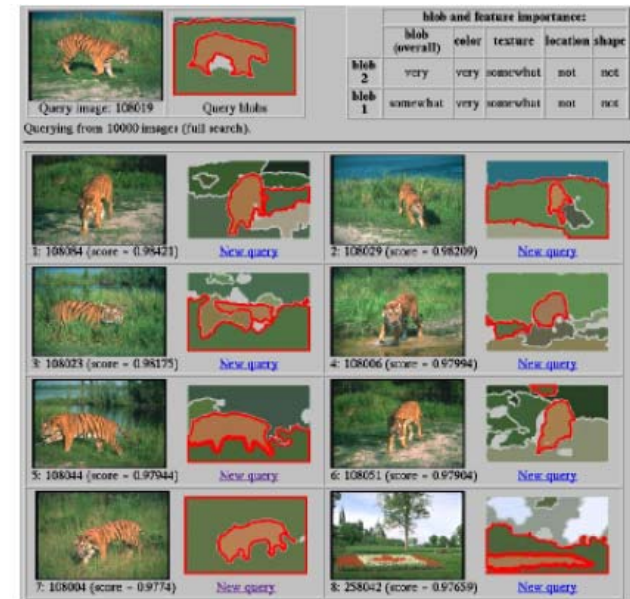 blob and feature importance:
blob (overall) color texture location shape
blob 2 very very somewhat not not
blob 1 somewhat very somewhat not not
Query image: 108019 Query blobs
Querying from 10000 images (full search).
1: 108084 (score = 0.98421) New query 2: 108029 (score = 0.98209) New query
3: 108023 (score = 0.98175) New query 4: 108006 (score = 0.97994) New query
5: 108044 (score = 0.97944) New query 6: 108051 (score = 0.97904) New query
7: 108004 (score = 0.9774) New query 8: 258042 (score = 0.97659) New query